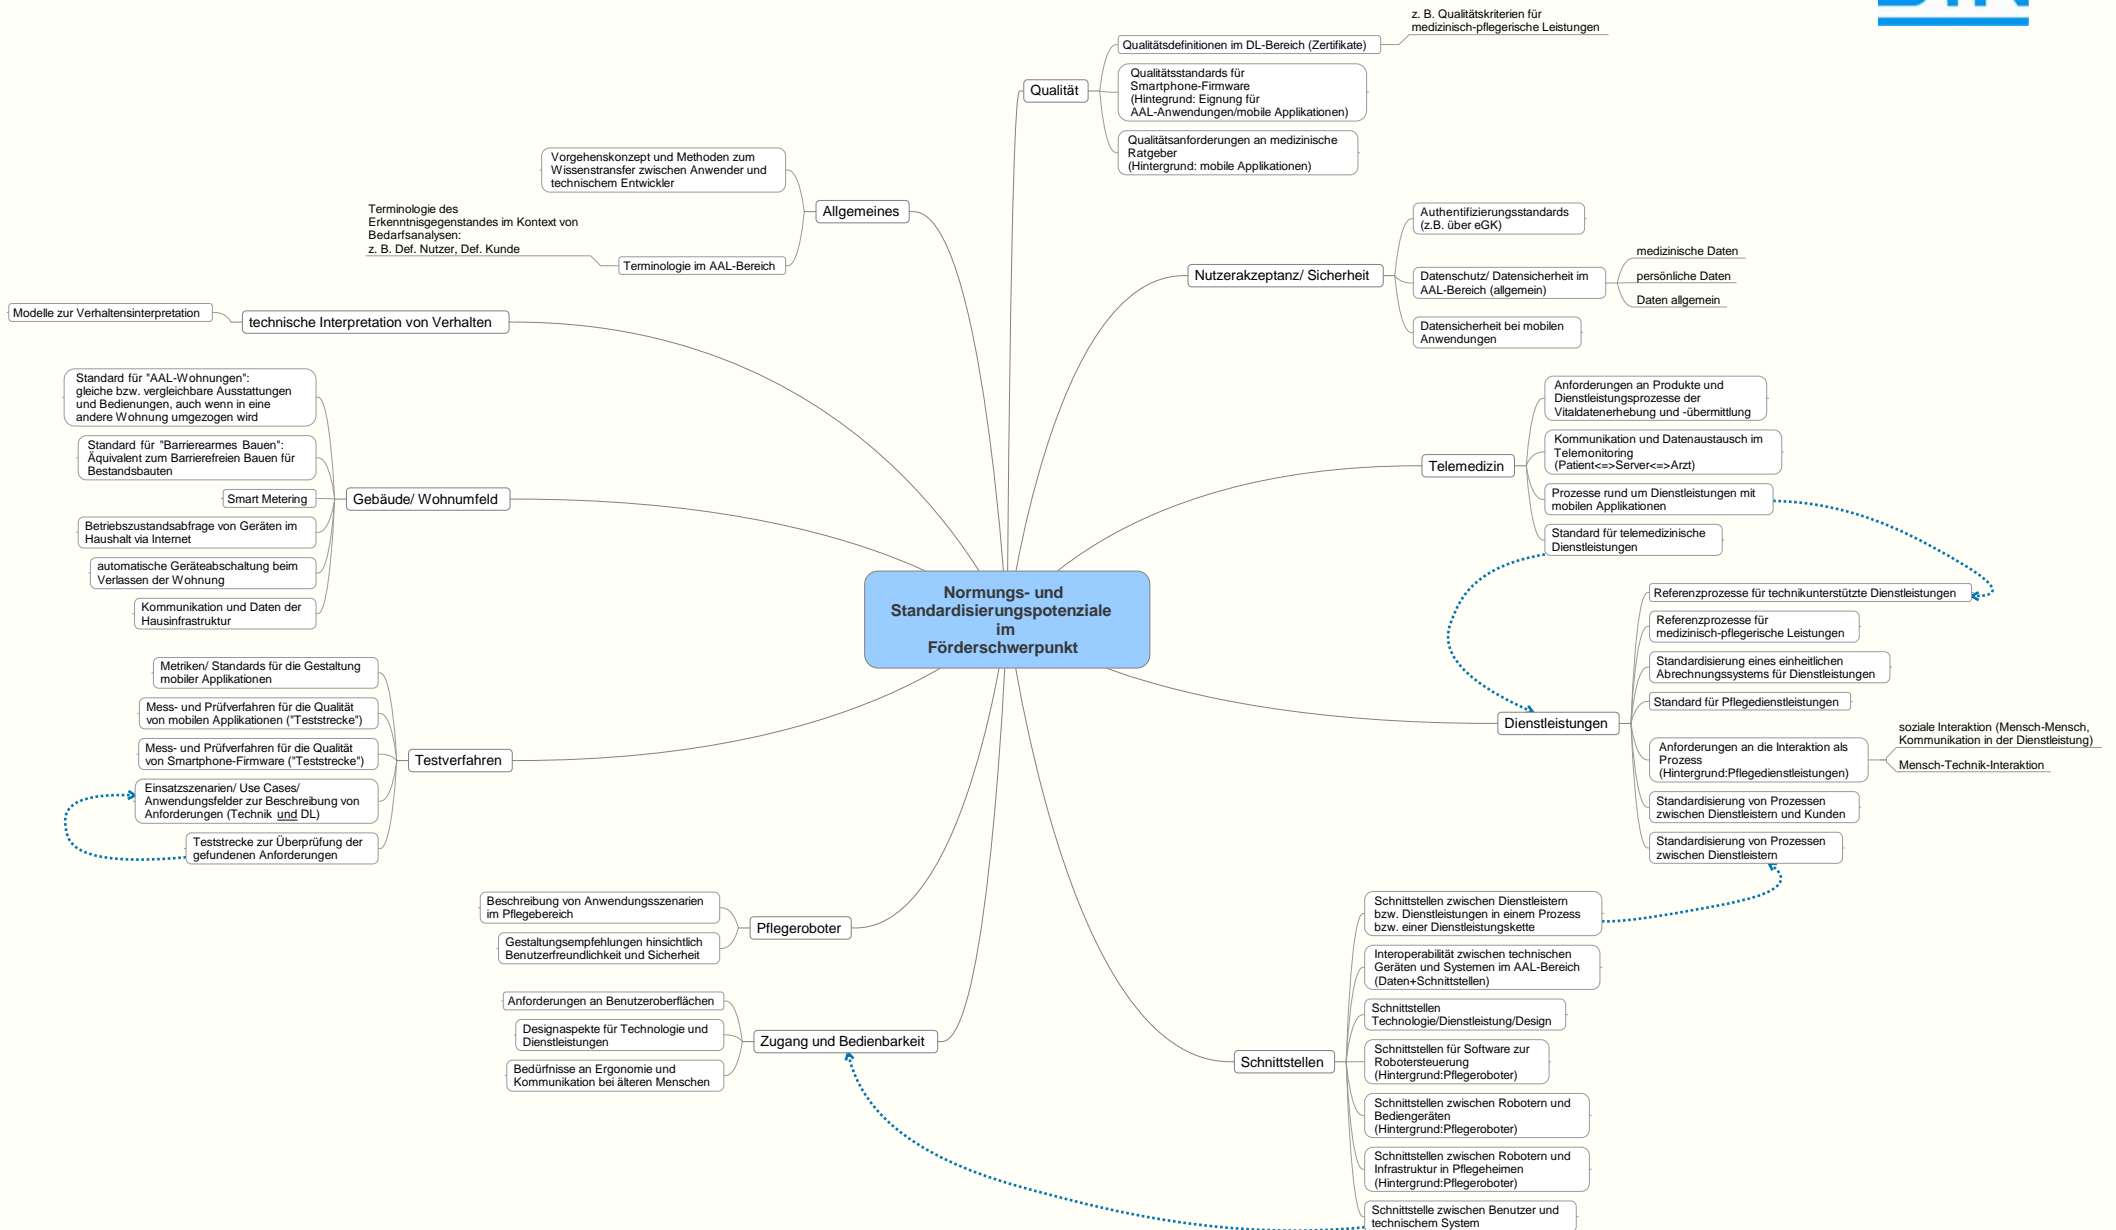 Normungs- und
Standardisierungspotenziale
im
Förderschwerpunkt
Qualität
Qualitätsdefinitionen im DL-Bereich (Zertifikate)
z. B. Qualitätskriterien für
medizinisch-pflegerische Leistungen
Qualitätsstandards für
Smartphone-Firmware
(Hintegrund: Eignung für
AAL-Anwendungen/mobile Applikationen)
Qualitätsanforderungen an medizinische
Ratgeber
(Hintergrund: mobile Applikationen)
Nutzerakzeptanz/ Sicherheit
Authentifizierungsstandards
(z.B. über eGK)
Datenschutz/ Datensicherheit im
AAL-Bereich (allgemein)
medizinische Daten
persönliche Daten
Daten allgemein
Datensicherheit bei mobilen
Anwendungen
Telemedizin
Anforderungen an Produkte und
Dienstleistungsprozesse der
Vitaldatenerhebung und -übermittlung
Kommunikation und Datenaustausch im
Telemonitoring
(Patient<=>Server<=>Arzt)
Prozesse rund um Dienstleistungen mit
mobilen Applikationen
Standard für telemedizinische
Dienstleistungen
Dienstleistungen
Referenzprozesse für technikunterstützte Dienstleistungen
Referenzprozesse für
medizinisch-pflegerische Leistungen
Standardisierung eines einheitlichen
Abrechnungssystems für Dienstleistungen
Standard für Pflegedienstleistungen
Anforderungen an die Interaktion als
Prozess
(Hintergrund:Pflegedienstleistungen)
soziale Interaktion (Mensch-Mensch,
Kommunikation in der Dienstleistung)
Mensch-Technik-Interaktion
Standardisierung von Prozessen
zwischen Dienstleistern und Kunden
Standardisierung von Prozessen
zwischen Dienstleistern
Schnittstellen
Schnittstellen zwischen Dienstleistern
bzw. Dienstleistungen in einem Prozess
bzw. einer Dienstleistungskette
Interoperabilität zwischen technischen
Geräten und Systemen im AAL-Bereich
(Daten+Schnittstellen)
Schnittstellen
Technologie/Dienstleistung/Design
Schnittstellen für Software zur
Robotersteuerung
(Hintergrund:Pflegeroboter)
Schnittstellen zwischen Robotern und
Bediengeräten
(Hintergrund:Pflegeroboter)
Schnittstellen zwischen Robotern und
Infrastruktur in Pflegeheimen
(Hintergrund:Pflegeroboter)
Schnittstelle zwischen Benutzer und
technischem System
Allgemeines
Vorgehenskonzept und Methoden zum
Wissenstransfer zwischen Anwender und
technischem Entwickler
Terminologie im AAL-Bereich
Terminologie des
Erkenntnisgegenstandes im Kontext von
Bedarfsanalysen:
z. B. Def. Nutzer, Def. Kunde
technische Interpretation von Verhalten
Modelle zur Verhaltensinterpretation
Gebäude/ Wohnumfeld
Standard für "AAL-Wohnungen":
gleiche bzw. vergleichbare Ausstattungen
und Bedienungen, auch wenn in eine
andere Wohnung umgezogen wird
Standard für "Barrierearmes Bauen":
Äquivalent zum Barrierefreien Bauen für
Bestandsbauten
Smart Metering
Betriebszustandsabfrage von Geräten im
Haushalt via Internet
automatische Geräteabschaltung beim
Verlassen der Wohnung
Kommunikation und Daten der
Hausinfrastruktur
Testverfahren
Metriken/ Standards für die Gestaltung
mobiler Applikationen
Mess- und Prüfverfahren für die Qualität
von mobilen Applikationen ("Teststrecke")
Mess- und Prüfverfahren für die Qualität
von Smartphone-Firmware ("Teststrecke")
Einsatzszenarien/ Use Cases/
Anwendungsfelder zur Beschreibung von
Anforderungen (Technik und DL)
Teststrecke zur Überprüfung der
gefundenen Anforderungen
Pflegeroboter
Beschreibung von Anwendungsszenarien
im Pflegebereich
Gestaltungsempfehlungen hinsichtlich
Benutzerfreundlichkeit und Sicherheit
Zugang und Bedienbarkeit
Anforderungen an Benutzeroberflächen
Designaspekte für Technologie und
Dienstleistungen
Bedürfnisse an Ergonomie und
Kommunikation bei älteren Menschen